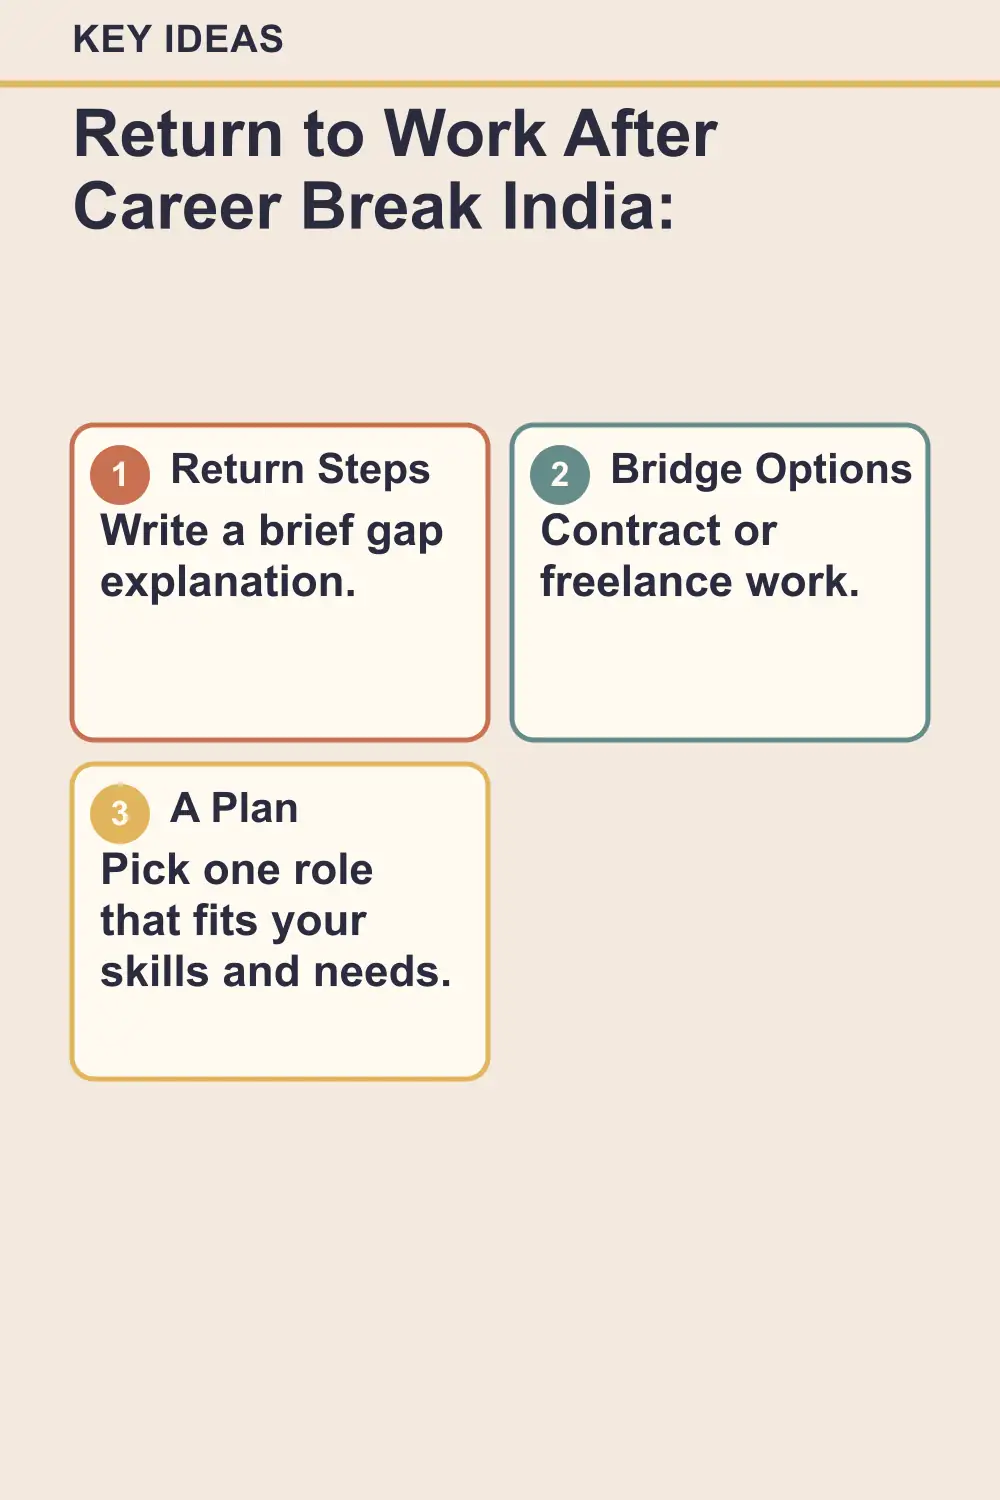 KEY IDEAS
Return to Work After
Career Break India:
1 Return Steps
Write a brief gap
explanation.
2 Bridge Options
Contract or
freelance work.
3 A Plan
Pick one role
that fits your
skills and needs.